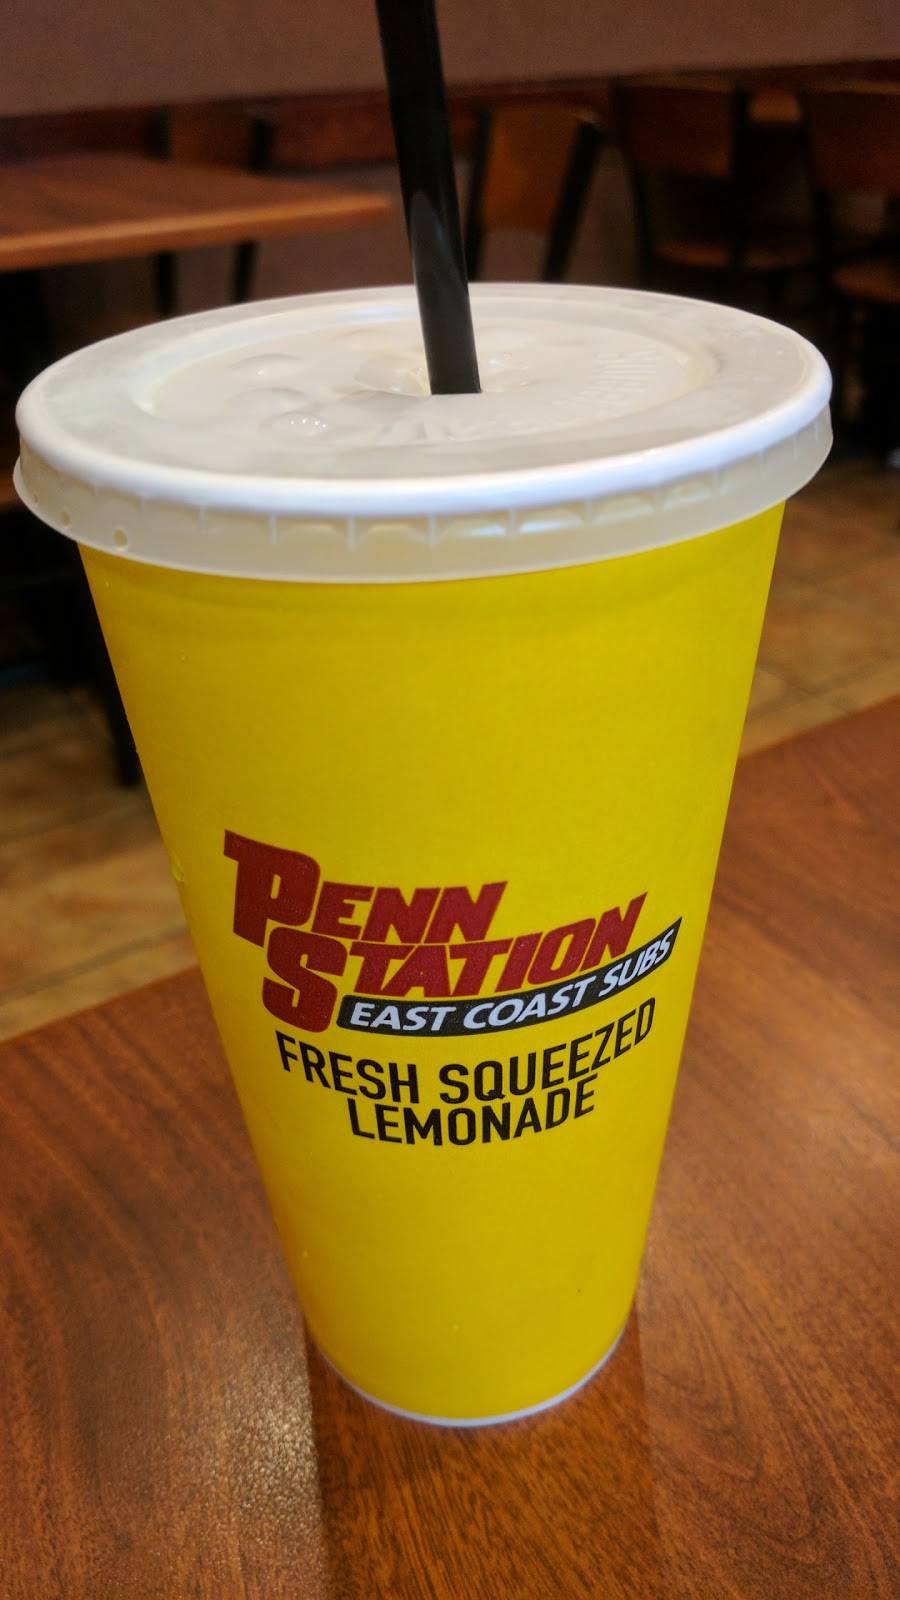 PENN
STATION
EAST COAST SUBS
FRESH SQUEEZED
LEMONADE